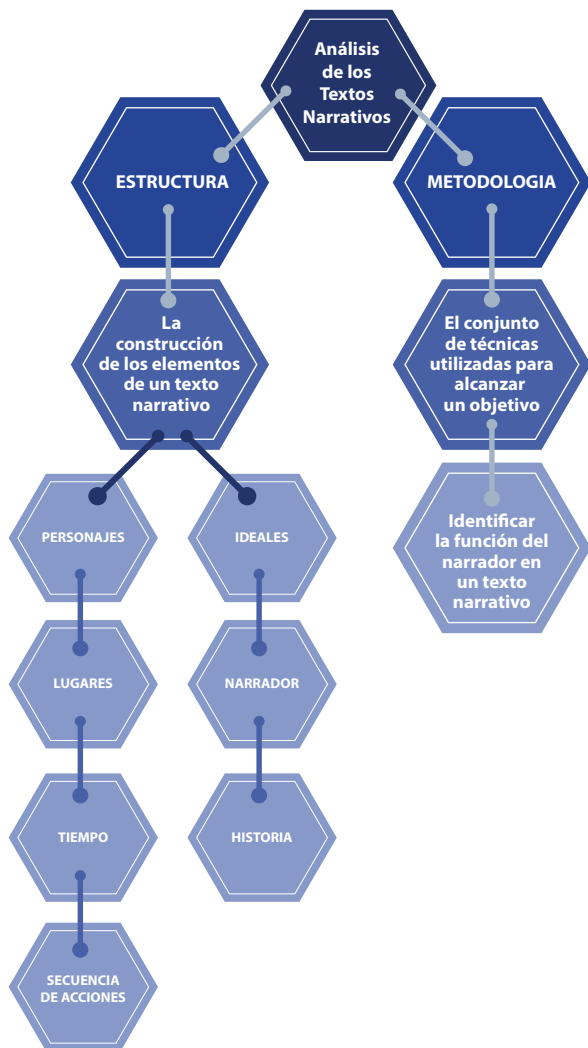 Análisis
de los
Textos
Narrativos
ESTRUCTURA
METODOLOGIA
La
construcción
de los elementos
de un texto
narrativo
El conjunto
de técnicas
utilizadas para
alcanzar
un objetivo
PERSONAJES
IDEALES
Identificar
la función del
narrador en
un texto
narrativo
LUGARES
NARRADOR
TIEMPO
HISTORIA
SECUENCIA
DE ACCIONES